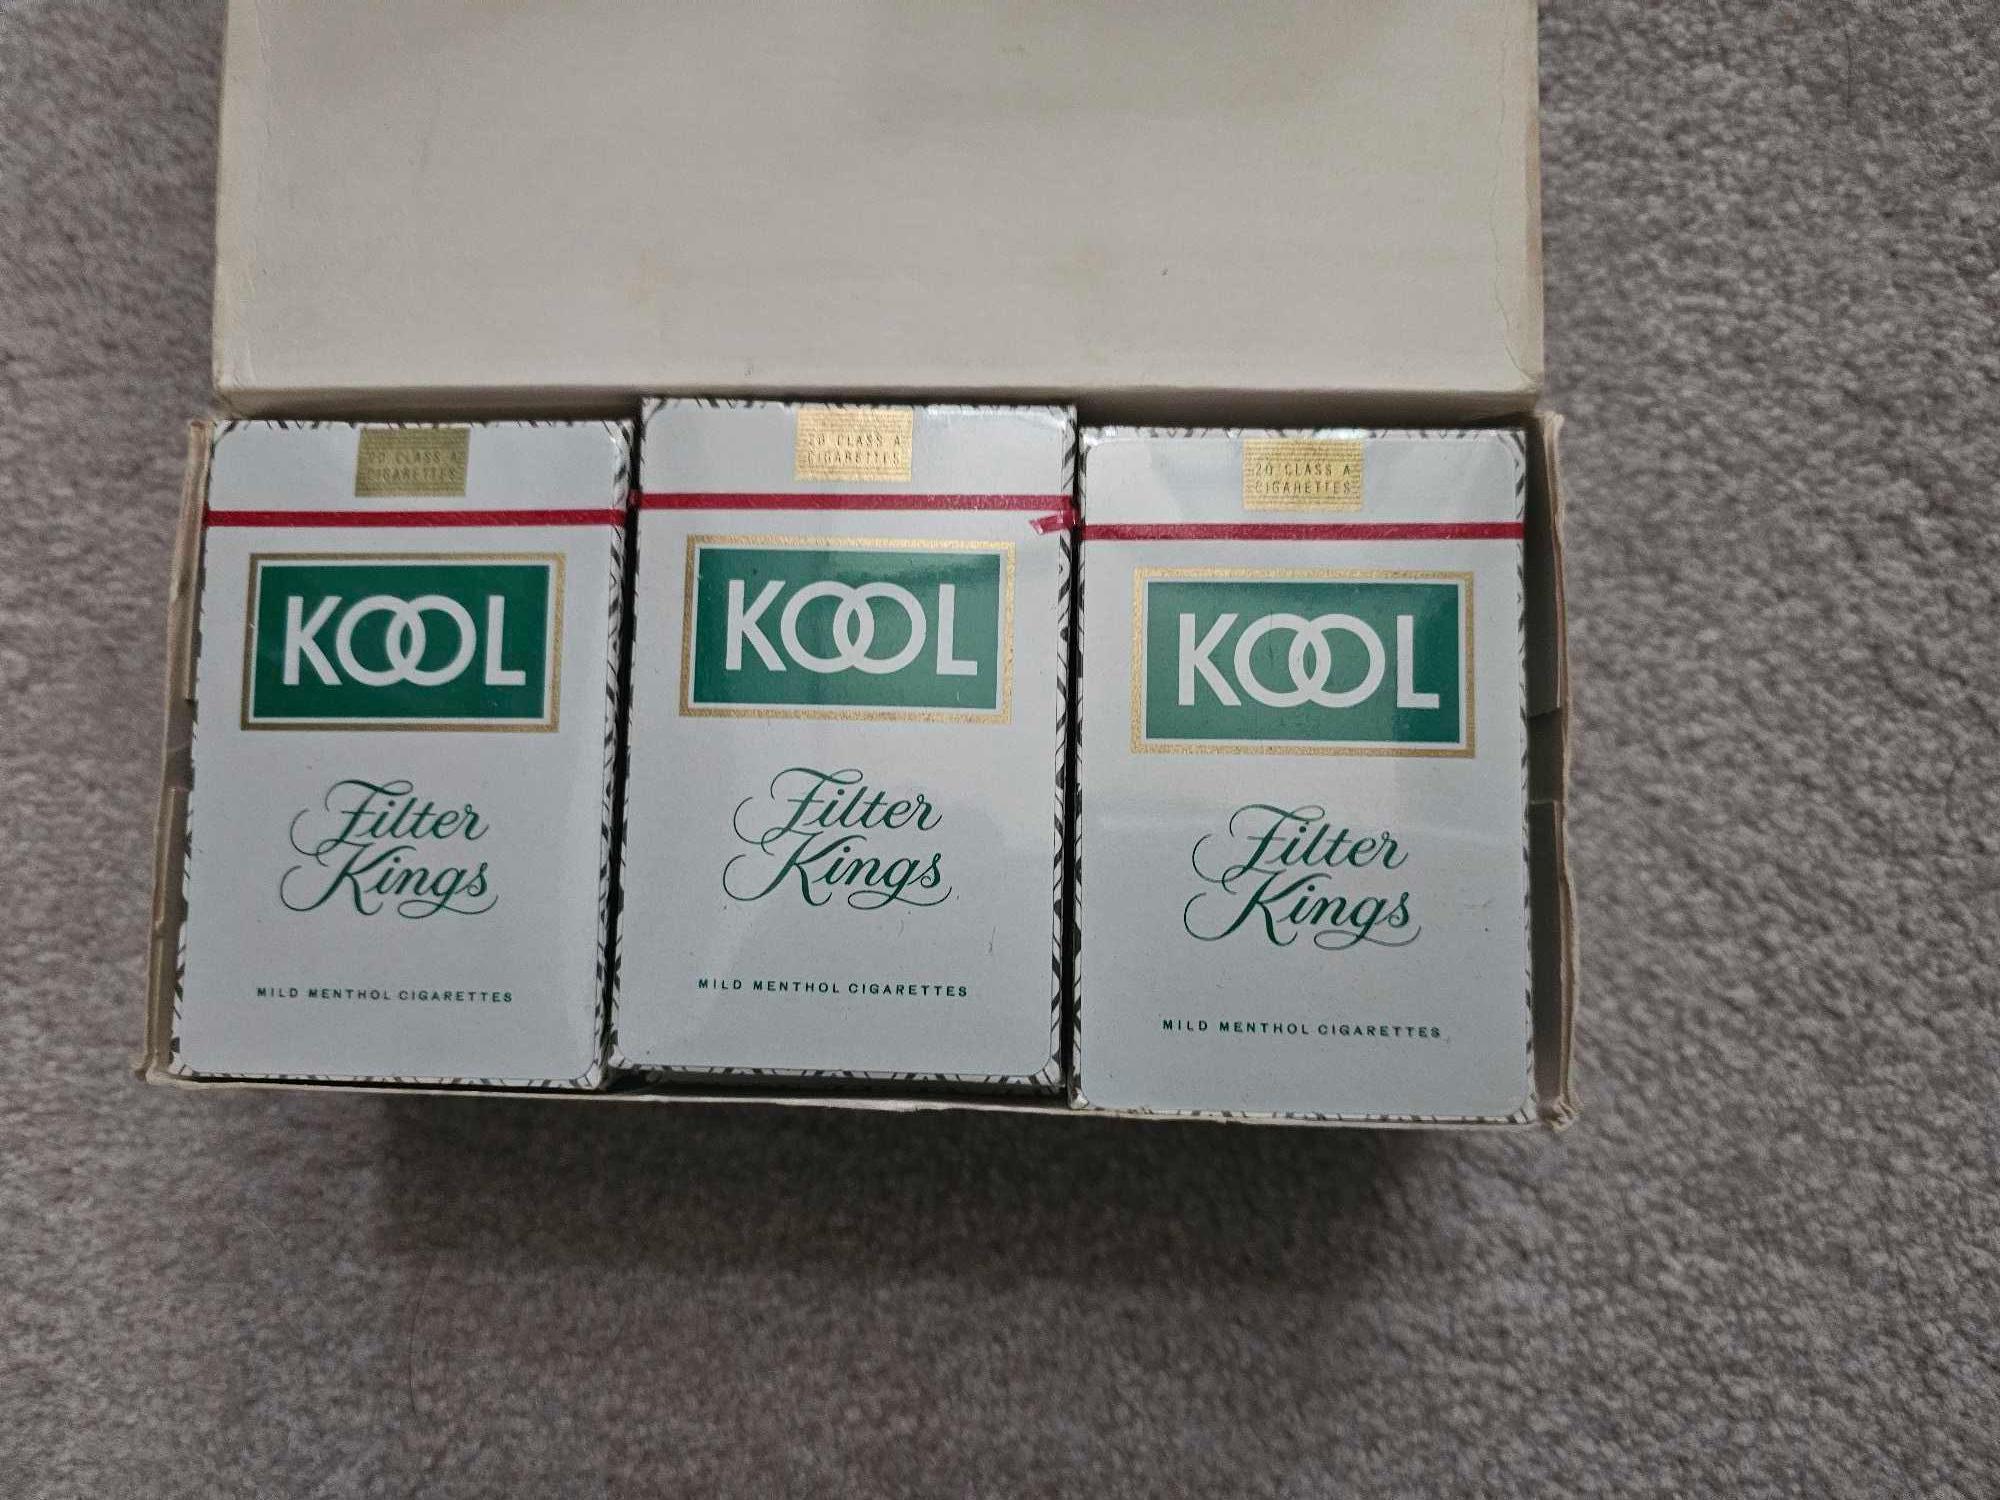 20 CLASS A
CIGARETTES
KOOL
Filter
Kings
MILD MENTHOL CIGARETTES
20 CLASS A
CIGARETTES
KOOL
Filter
Kings
MILD MENTHOL CIGARETTES
20 CLASS A
CIGARETTES
KOOL
Filter
Kings
MILD MENTHOL CIGARETTES